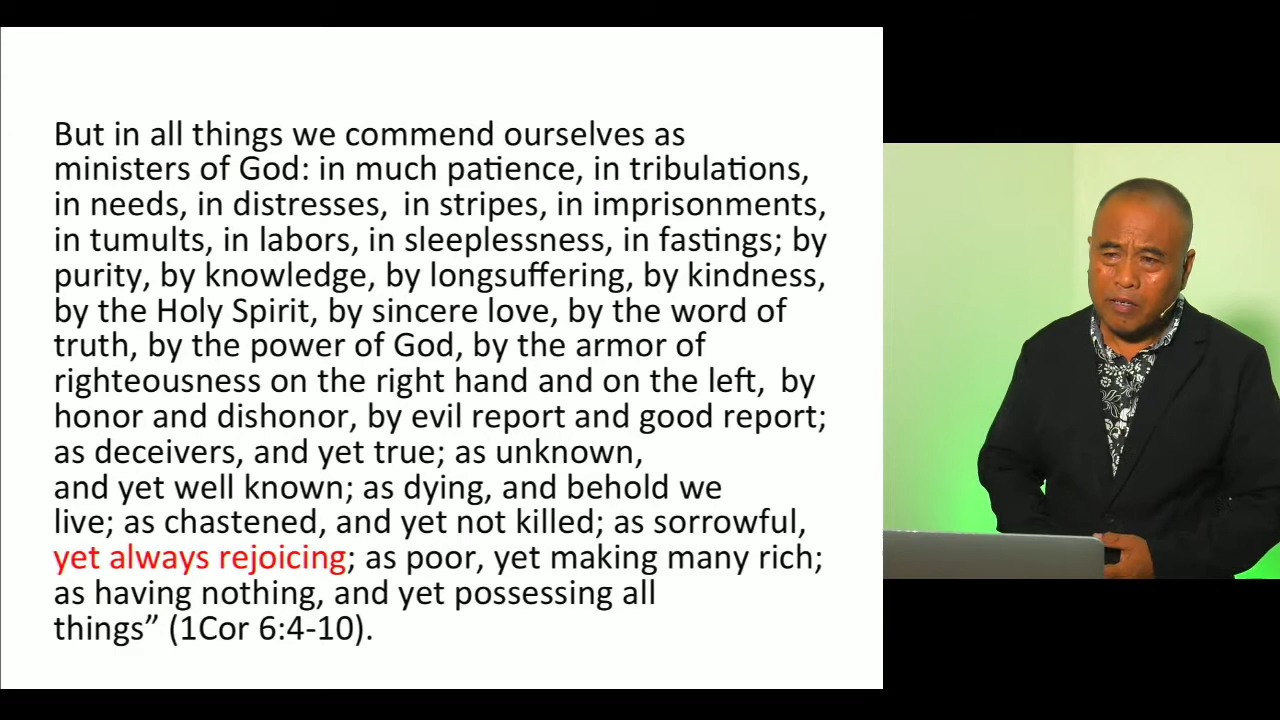 But in all things we commend ourselves as
ministers of God: in much patience, in tribulations,
in needs, in distresses,  in stripes, in imprisonments,
in tumults, in labors, in sleeplessness, in fastings; by
purity, by knowledge, by longsuffering, by kindness,
by the Holy Spirit, by sincere love, by the word of
truth, by the power of God, by the armor of
righteousness on the right hand and on the left,  by
honor and dishonor, by evil report and good report;
as deceivers, and yet true; as unknown,
and yet well known; as dying, and behold we
live; as chastened, and yet not killed; as sorrowful,
yet always rejoicing; as poor, yet making many rich;
as having nothing, and yet possessing all
things” (1Cor 6:4-10).